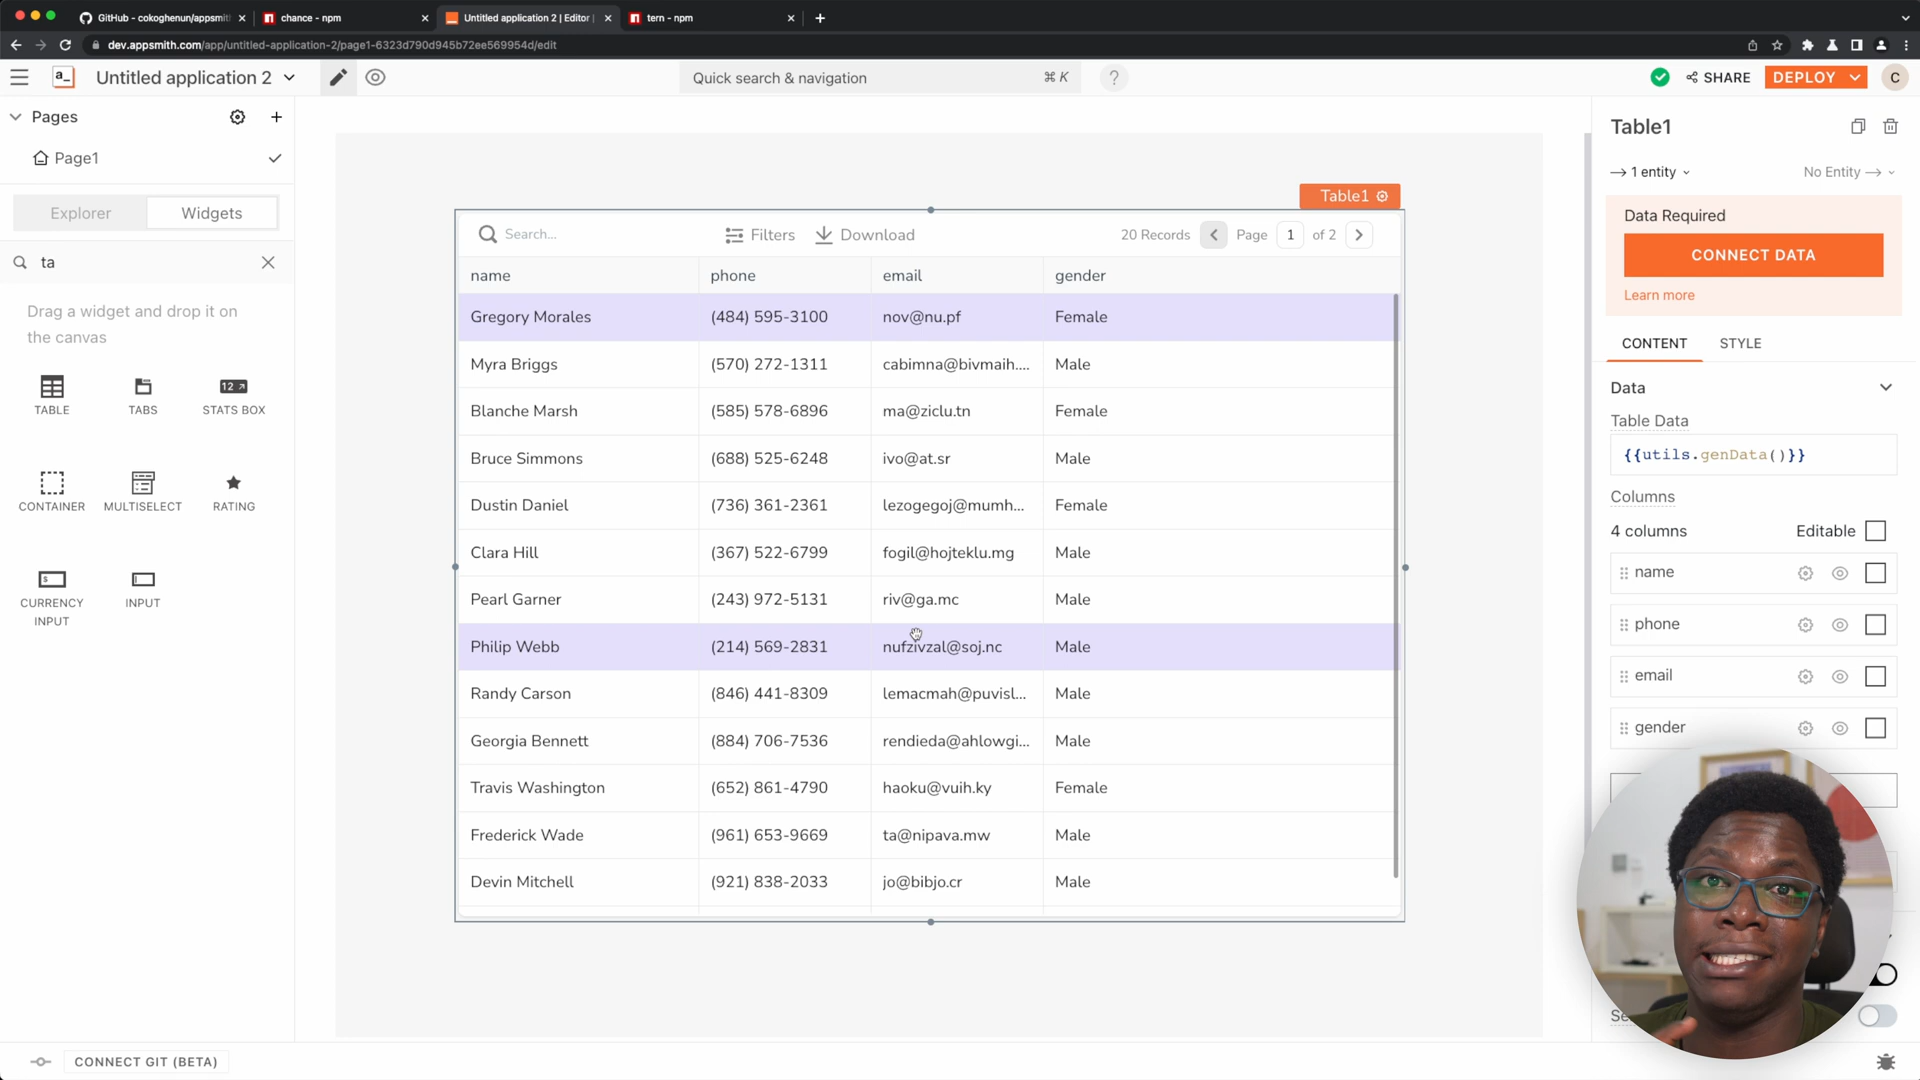 GitHub - cokoghenun/appsmith
chance - npm
Untitled application 2 | Editor
tern - npm
dev.appsmith.com/app/untitled-application-2/page1-6323d790d945b72ee569954d/edit
a_
Untitled application 2
Quick search & navigation
⌘ K
?
SHARE
DEPLOY
C
Pages
Page1
Explorer
Widgets
ta
Drag a widget and drop it on
the canvas
TABLE
TABS
12
STATS BOX
CONTAINER
MULTISELECT
RATING
$
CURRENCY
INPUT
INPUT
CONNECT GIT (BETA)
Table1
Search...
Filters
Download
20 Records
Page
1
of 2
name phone email gender
Gregory Morales (484) 595-3100 nov@nu.pf Female
Myra Briggs (570) 272-1311 cabimna@bivmaih.... Male
Blanche Marsh (585) 578-6896 ma@ziclu.tn Female
Bruce Simmons (688) 525-6248 ivo@at.sr Male
Dustin Daniel (736) 361-2361 lezogegoj@mumh... Female
Clara Hill (367) 522-6799 fogil@hojteklu.mg Male
Pearl Garner (243) 972-5131 riv@ga.mc Male
Philip Webb (214) 569-2831 nufzivzal@soj.nc Male
Randy Carson (846) 441-8309 lemacmah@puvisl... Male
Georgia Bennett (884) 706-7536 rendieda@ahlowgi... Male
Travis Washington (652) 861-4790 haoku@vuih.ky Female
Frederick Wade (961) 653-9669 ta@nipava.mw Male
Devin Mitchell (921) 838-2033 jo@bibjo.cr Male
Table1
1 entity
No Entity
Data Required
CONNECT DATA
Learn more
CONTENT
STYLE
Data
Table Data
{{utils.genData()}}
Columns
4 columns
Editable
name
phone
email
gender